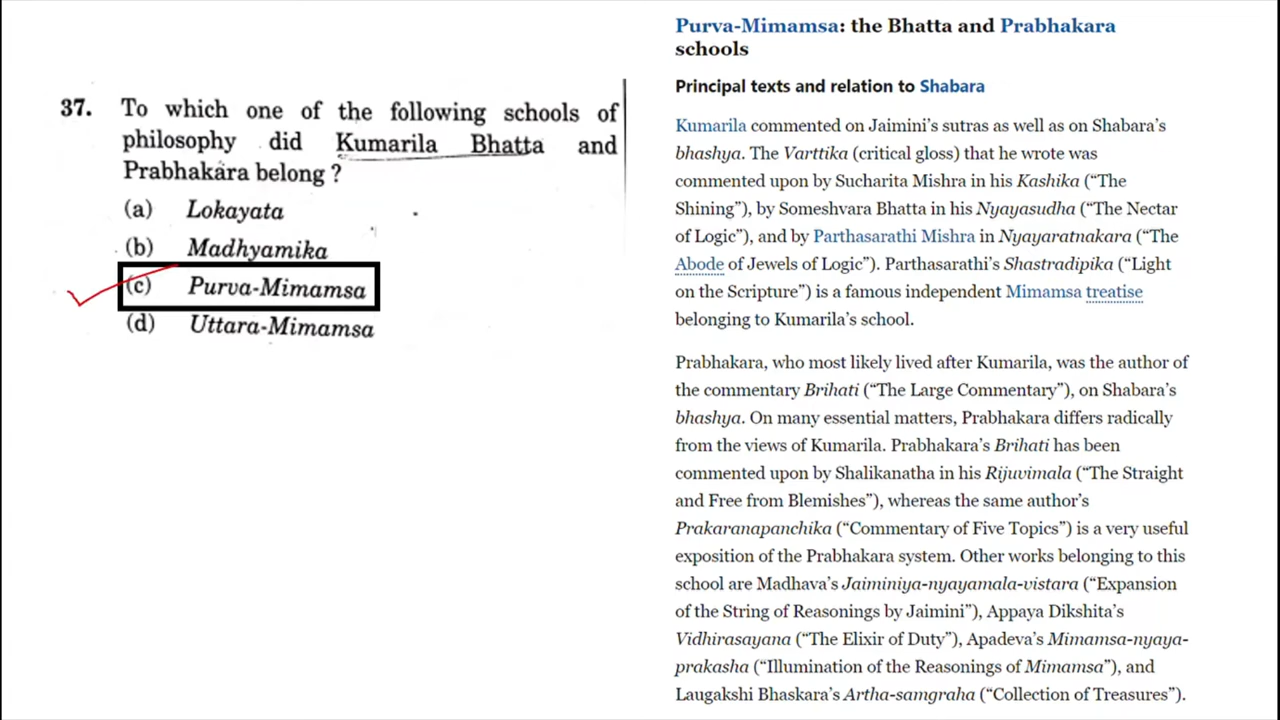 37. To which one of the following schools of
philosophy did Kumarila Bhatta and
Prabhakara belong ?
(a) Lokayata
(b) Madhyamika
(c) Purva-Mimamsa
(d) Uttara-Mimamsa
Purva-Mimamsa: the Bhatta and Prabhakara
schools
Principal texts and relation to Shabara
Kumarila commented on Jaimini’s sutras as well as on Shabara’s
bhashya. The Varttika (critical gloss) that he wrote was
commented upon by Sucharita Mishra in his Kashika (“The
Shining”), by Someshvara Bhatta in his Nyayasudha (“The Nectar
of Logic”), and by Parthasarathi Mishra in Nyayaratnakara (“The
Abode of Jewels of Logic”). Parthasarathi’s Shastradipika (“Light
on the Scripture”) is a famous independent Mimamsa treatise
belonging to Kumarila’s school.
Prabhakara, who most likely lived after Kumarila, was the author of
the commentary Brihati (“The Large Commentary”), on Shabara’s
bhashya. On many essential matters, Prabhakara differs radically
from the views of Kumarila. Prabhakara’s Brihati has been
commented upon by Shalikanatha in his Rijuvimala (“The Straight
and Free from Blemishes”), whereas the same author’s
Prakaranapanchika (“Commentary of Five Topics”) is a very useful
exposition of the Prabhakara system. Other works belonging to this
school are Madhava’s Jaiminiya-nyayamala-vistara (“Expansion
of the String of Reasonings by Jaimini”), Appaya Dikshita’s
Vidhirasayana (“The Elixir of Duty”), Apadeva’s Mimamsa-nyaya-
prakasha (“Illumination of the Reasonings of Mimamsa”), and
Laugakshi Bhaskara’s Artha-samgraha (“Collection of Treasures”).